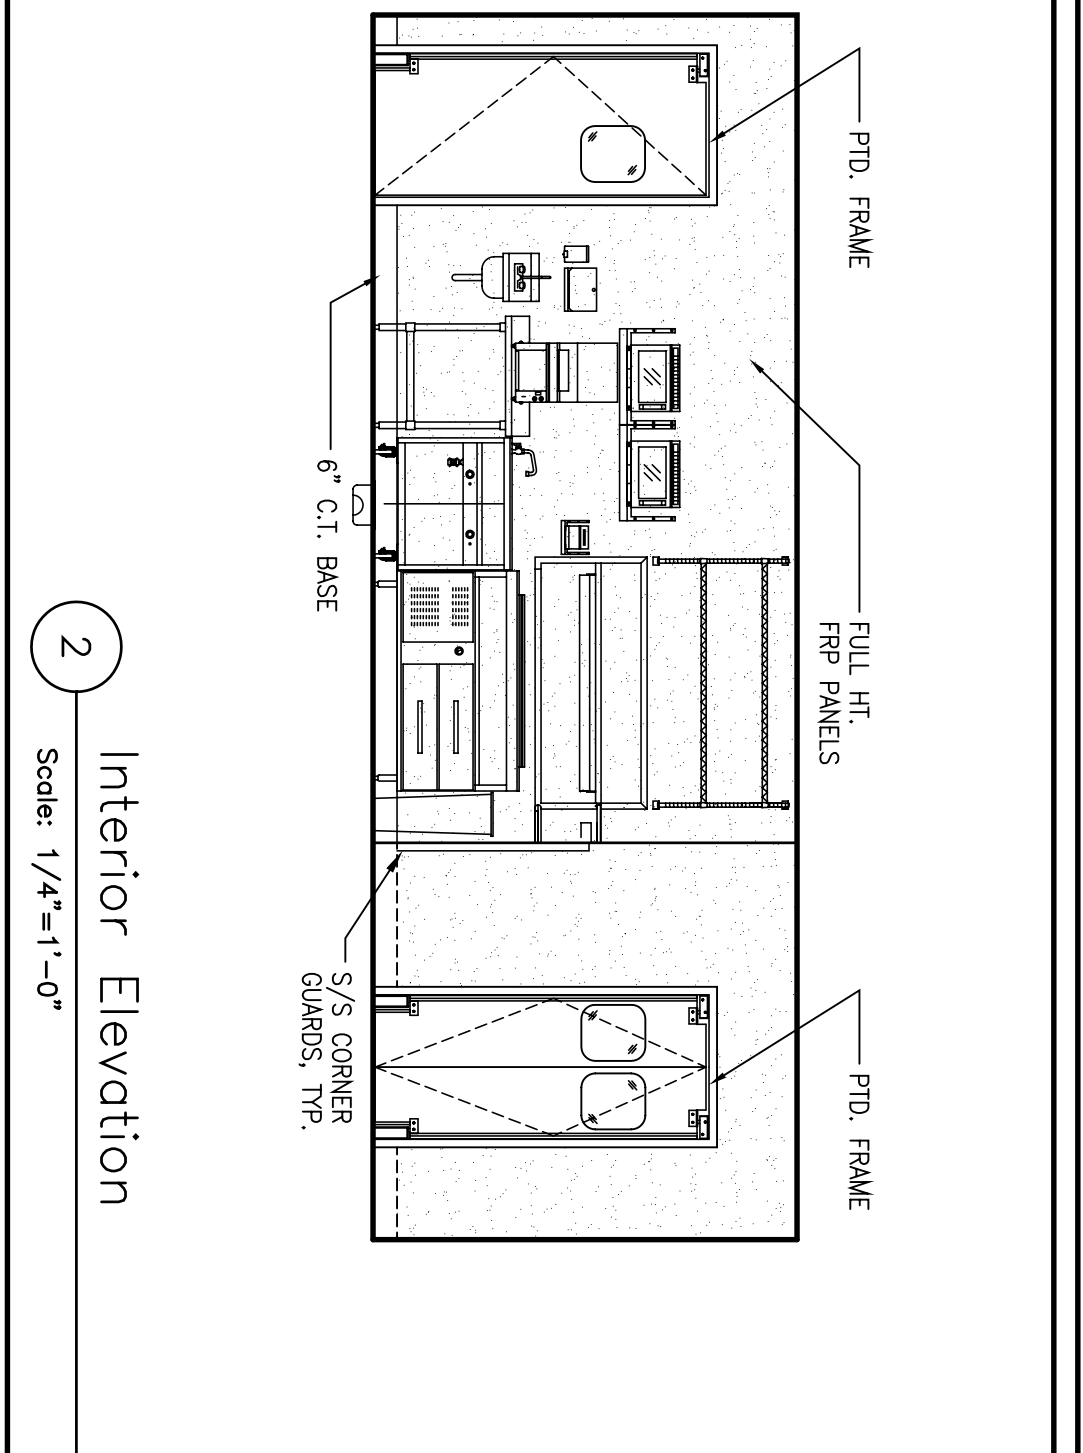 PTD. FRAME
FULL HT.
FRP PANELS
PTD. FRAME
6" C.T. BASE
S/S CORNER
GUARDS, TYP.
2
Interior Elevation
Scale: 1/4"=1'-0"